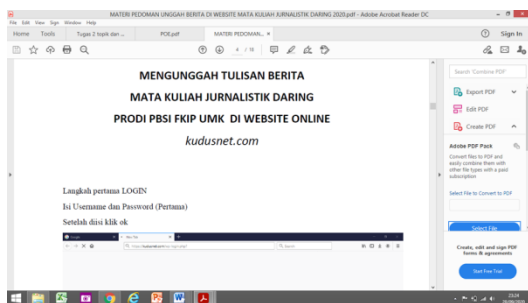 MATERI PEDOMAN UNGGAH BERITA DI WEBSITE MATA KULIAH JURNALISTIK DARING 2020.pdf - Adobe Acrobat Reader DC
File Edit View Sign Window Help
Home Tools Tugas 2 topik dan ... POE.pdf MATERI PEDOMAN... × Sign In
4 / 16
MENGUNGGAH TULISAN BERITA
MATA KULIAH JURNALISTIK DARING
PRODI PBSI FKIP UMK DI WEBSITE ONLINE
kudusnet.com
Langkah pertama LOGIN
Isi Username dan Password (Pertama)
Setelah diisi klik ok
Search 'Combine PDF'
Export PDF
Edit PDF
Create PDF
Adobe PDF Pack
Convert files to PDF and
easily combine them with
other file types with a paid
subscription
Select File to Convert to PDF
Select File
Create, edit and sign PDF
forms & agreements
Start Free Trial